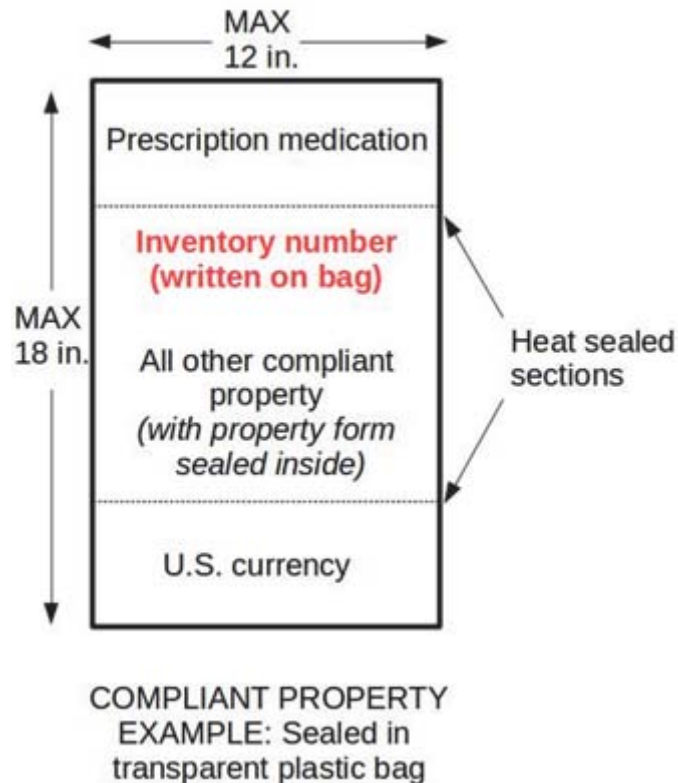 MAX
12 in.
Prescription medication
Inventory number
(written on bag)
MAX
18 in.
All other compliant
property
(with property form
sealed inside)
Heat sealed
sections
U.S. currency
COMPLIANT PROPERTY
EXAMPLE: Sealed in
transparent plastic bag